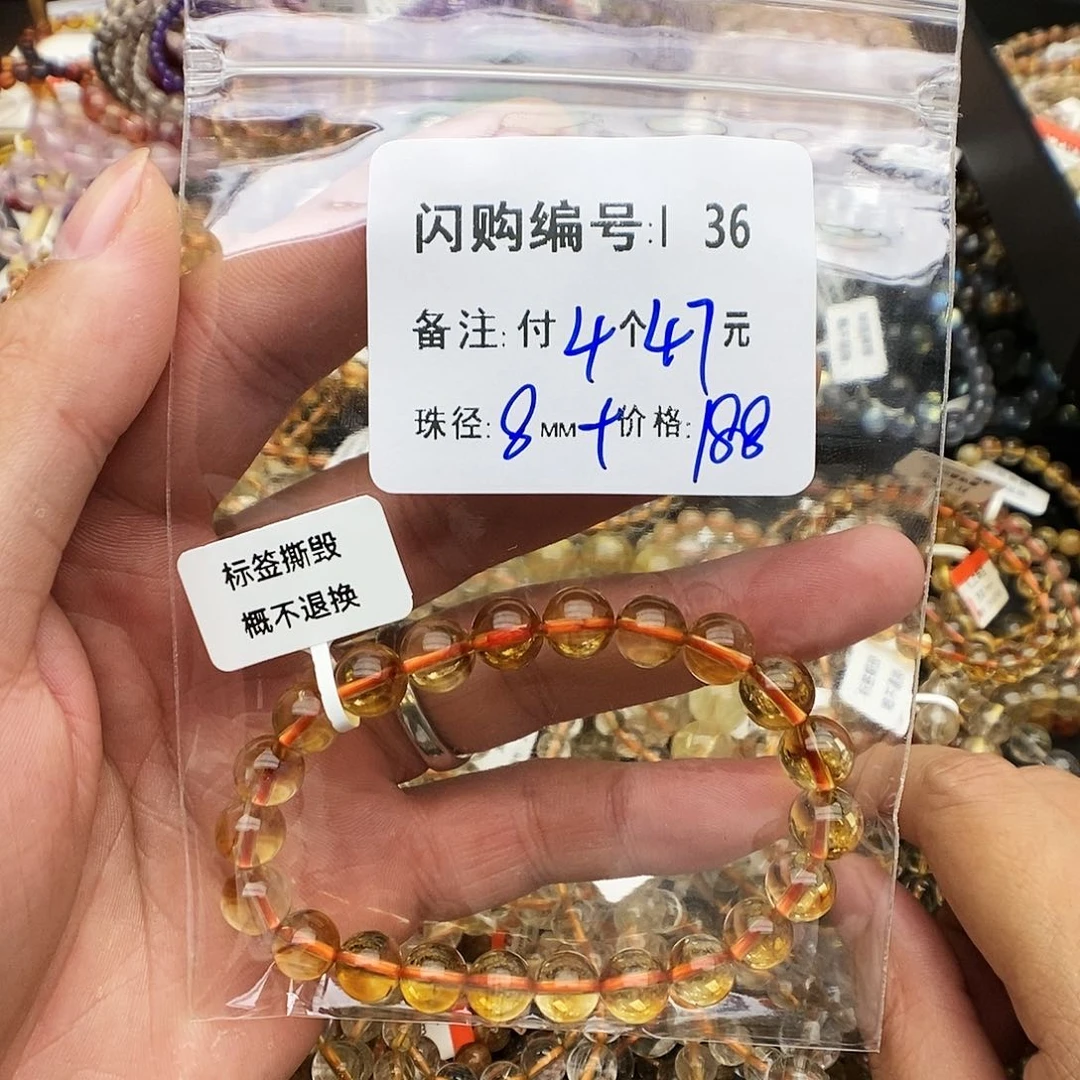 闪购编号:I 36
备注:付4个47元
珠径:8MM+价格:188
标签撕毁
概不退换